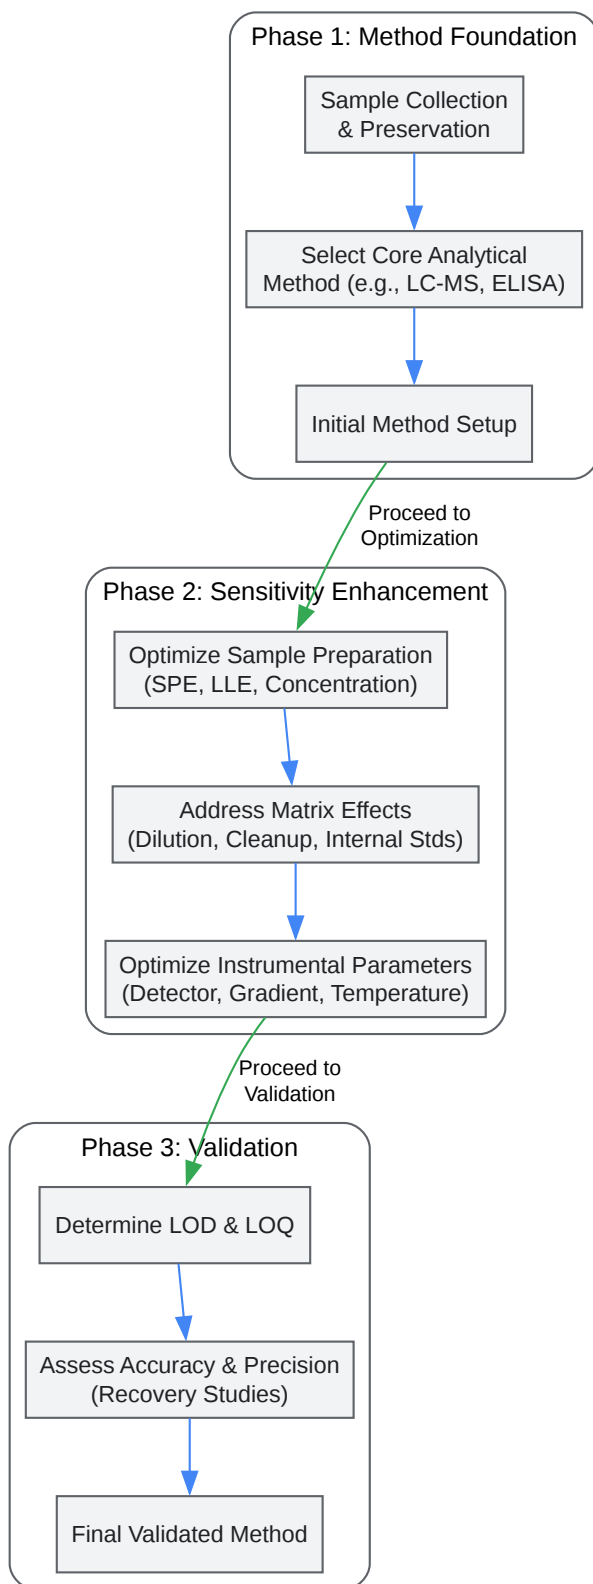 Phase 1: Method Foundation
Sample Collection
& Preservation
Select Core Analytical
Method (e.g., LC-MS, ELISA)
Initial Method Setup
Proceed to
Optimization
Phase 2: Sensitivity Enhancement
Optimize Sample Preparation
(SPE, LLE, Concentration)
Address Matrix Effects
(Dilution, Cleanup, Internal Stds)
Optimize Instrumental Parameters
(Detector, Gradient, Temperature)
Proceed to
Validation
Phase 3: Validation
Determine LOD & LOQ
Assess Accuracy & Precision
(Recovery Studies)
Final Validated Method